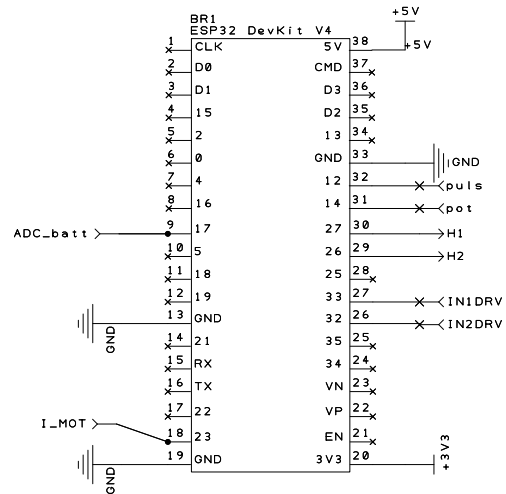 BR1
ESP32 DevKit V4
+5V
1 CLK 5V 38 +5V
2 D0 CMD 37
3 D1 D3 36
4 15 D2 35
5 2 13 34
6 0 GND 33 GND
7 4 12 32 puls
8 16 14 31 pot
ADC_batt 9 17 27 30 H1
10 5 26 29 H2
11 18 25 28
12 19 33 27 IN1DRV
GND 13 GND 32 26 IN2DRV
14 21 35 25
15 RX 34 24
16 TX VN 23
17 22 VP 22
I_MOT 18 23 EN 21
GND 19 GND 3V3 20 +3V3